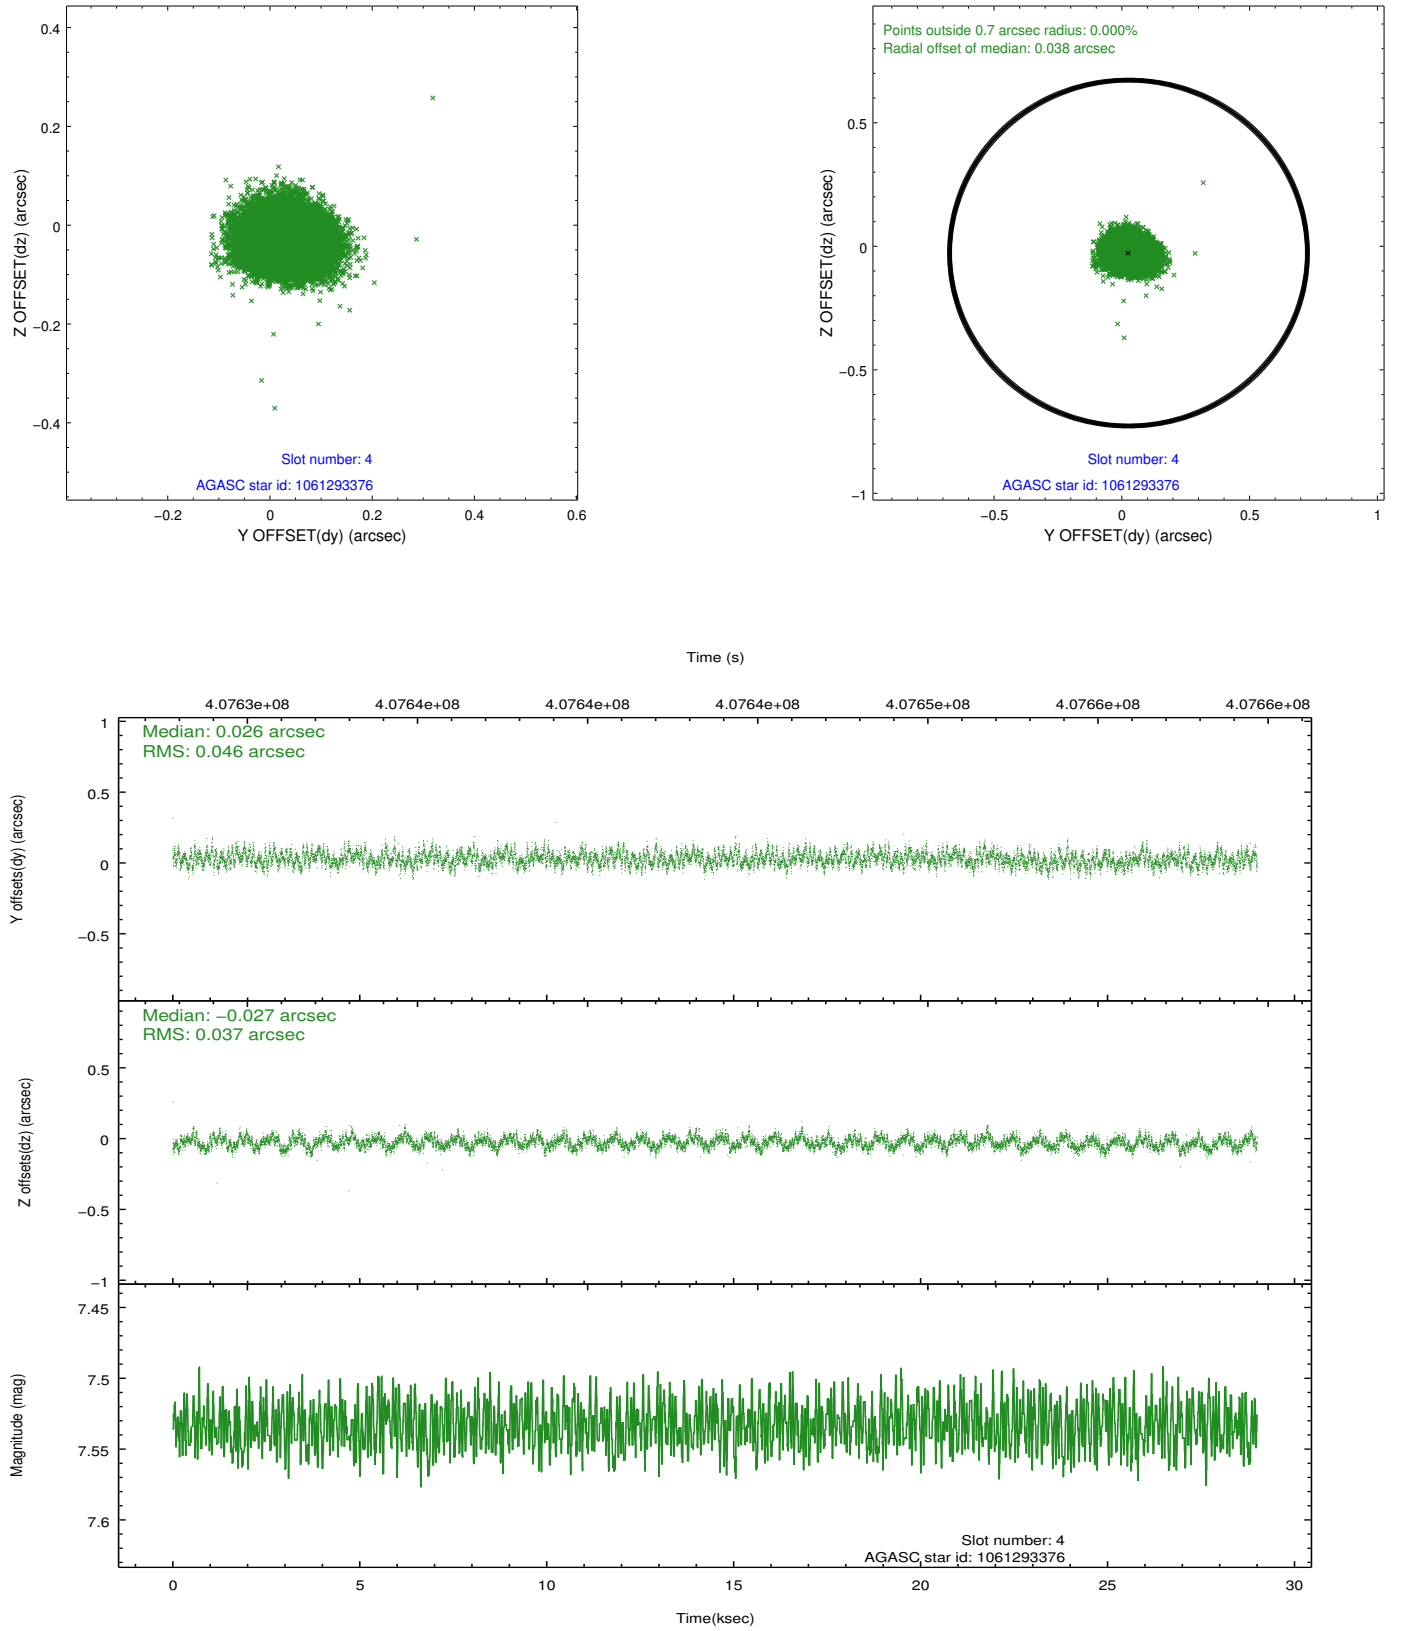 0.4
0.2
0
−0.2
−0.4
Z OFFSET(dz) (arcsec)
Slot number: 4
AGASC star id: 1061293376
−0.2
0
0.2
0.4
0.6
Y OFFSET(dy) (arcsec)
Points outside 0.7 arcsec radius: 0.000%
Radial offset of median: 0.038 arcsec
0.5
0
−0.5
−1
Z OFFSET(dz) (arcsec)
Slot number: 4
AGASC star id: 1061293376
−0.5
0
0.5
1
Y OFFSET(dy) (arcsec)
Time (s)
4.0763e+08
4.0764e+08
4.0764e+08
4.0764e+08
4.0765e+08
4.0766e+08
4.0766e+08
Median: 0.026 arcsec
RMS: 0.046 arcsec
1
0.5
0
−0.5
Y offsets(dy) (arcsec)
Median: −0.027 arcsec
RMS: 0.037 arcsec
0.5
0
−0.5
−1
Z offsets(dz) (arcsec)
7.45
7.5
7.55
7.6
Magnitude (mag)
Slot number: 4
AGASC star id: 1061293376
0
5
10
15
20
25
30
Time(ksec)